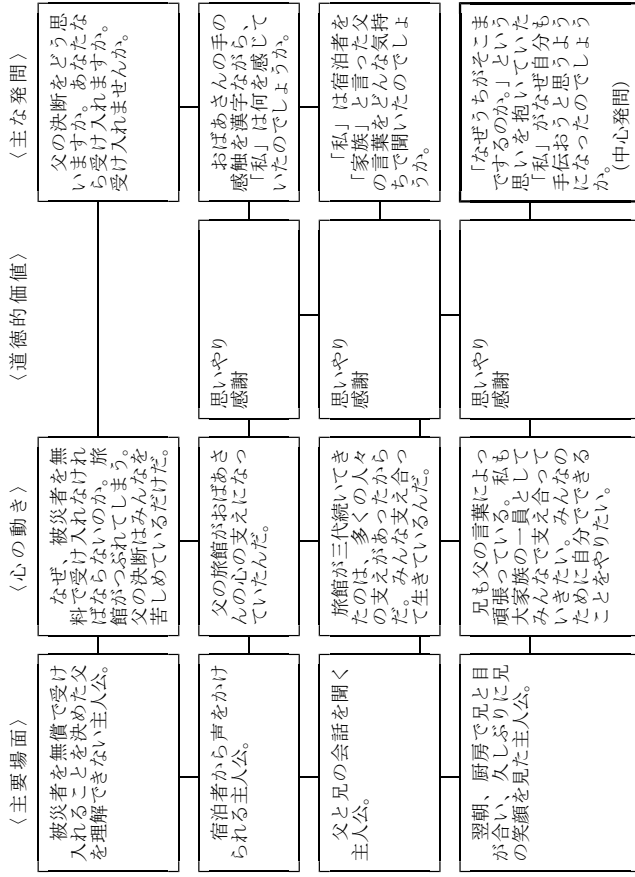 〈主要場面〉
〈心の動き〉
〈道徳的価値〉
〈主な発問〉
被災者を無償で受け
入れることを決めた父
を理解できない主人公。
なぜ、被災者を無
料で受け入れなけれ
ばならないのか。旅
館がつぶれてしまう。
父の決断はみんなを
苦しめているだけだ。
父の決断をどう思
いますか。あなたな
ら受け入れますか。
受け入れませんか。
宿泊者から声をかけ
られる主人公。
父の旅館がおばあさ
んの心の支えになっ
ていたんだ。
思いやり
感謝
おばあさんの手の
感触を漢字ながら、
「私」は何を感じて
いたのでしょうか。
父と兄の会話を聞く
主人公。
旅館が三代続いてき
たのは、多くの人々
の支えがあったから
だ。みんな支え合っ
て生きているんだ。
思いやり
感謝
「私」は宿泊者を
「家族」と言った父
の言葉をどんな気持
ちで聞いたのでしょ
うか。
翌朝、厨房で兄と目
が合い、久しぶりに兄
の笑顔を見た主人公。
兄も父の言葉によっ
て頑張っている。私も
大家族の一員として
みんなで支え合って
いきたい。みんなの
ために自分でできる
ことをやりたい。
思いやり
感謝
「なぜうちがそこま
でするのか。」という
思いを抱いていた
「私」がなぜ自分も
手伝おうと思うよう
になったのでしょう
か。
(中心発問)